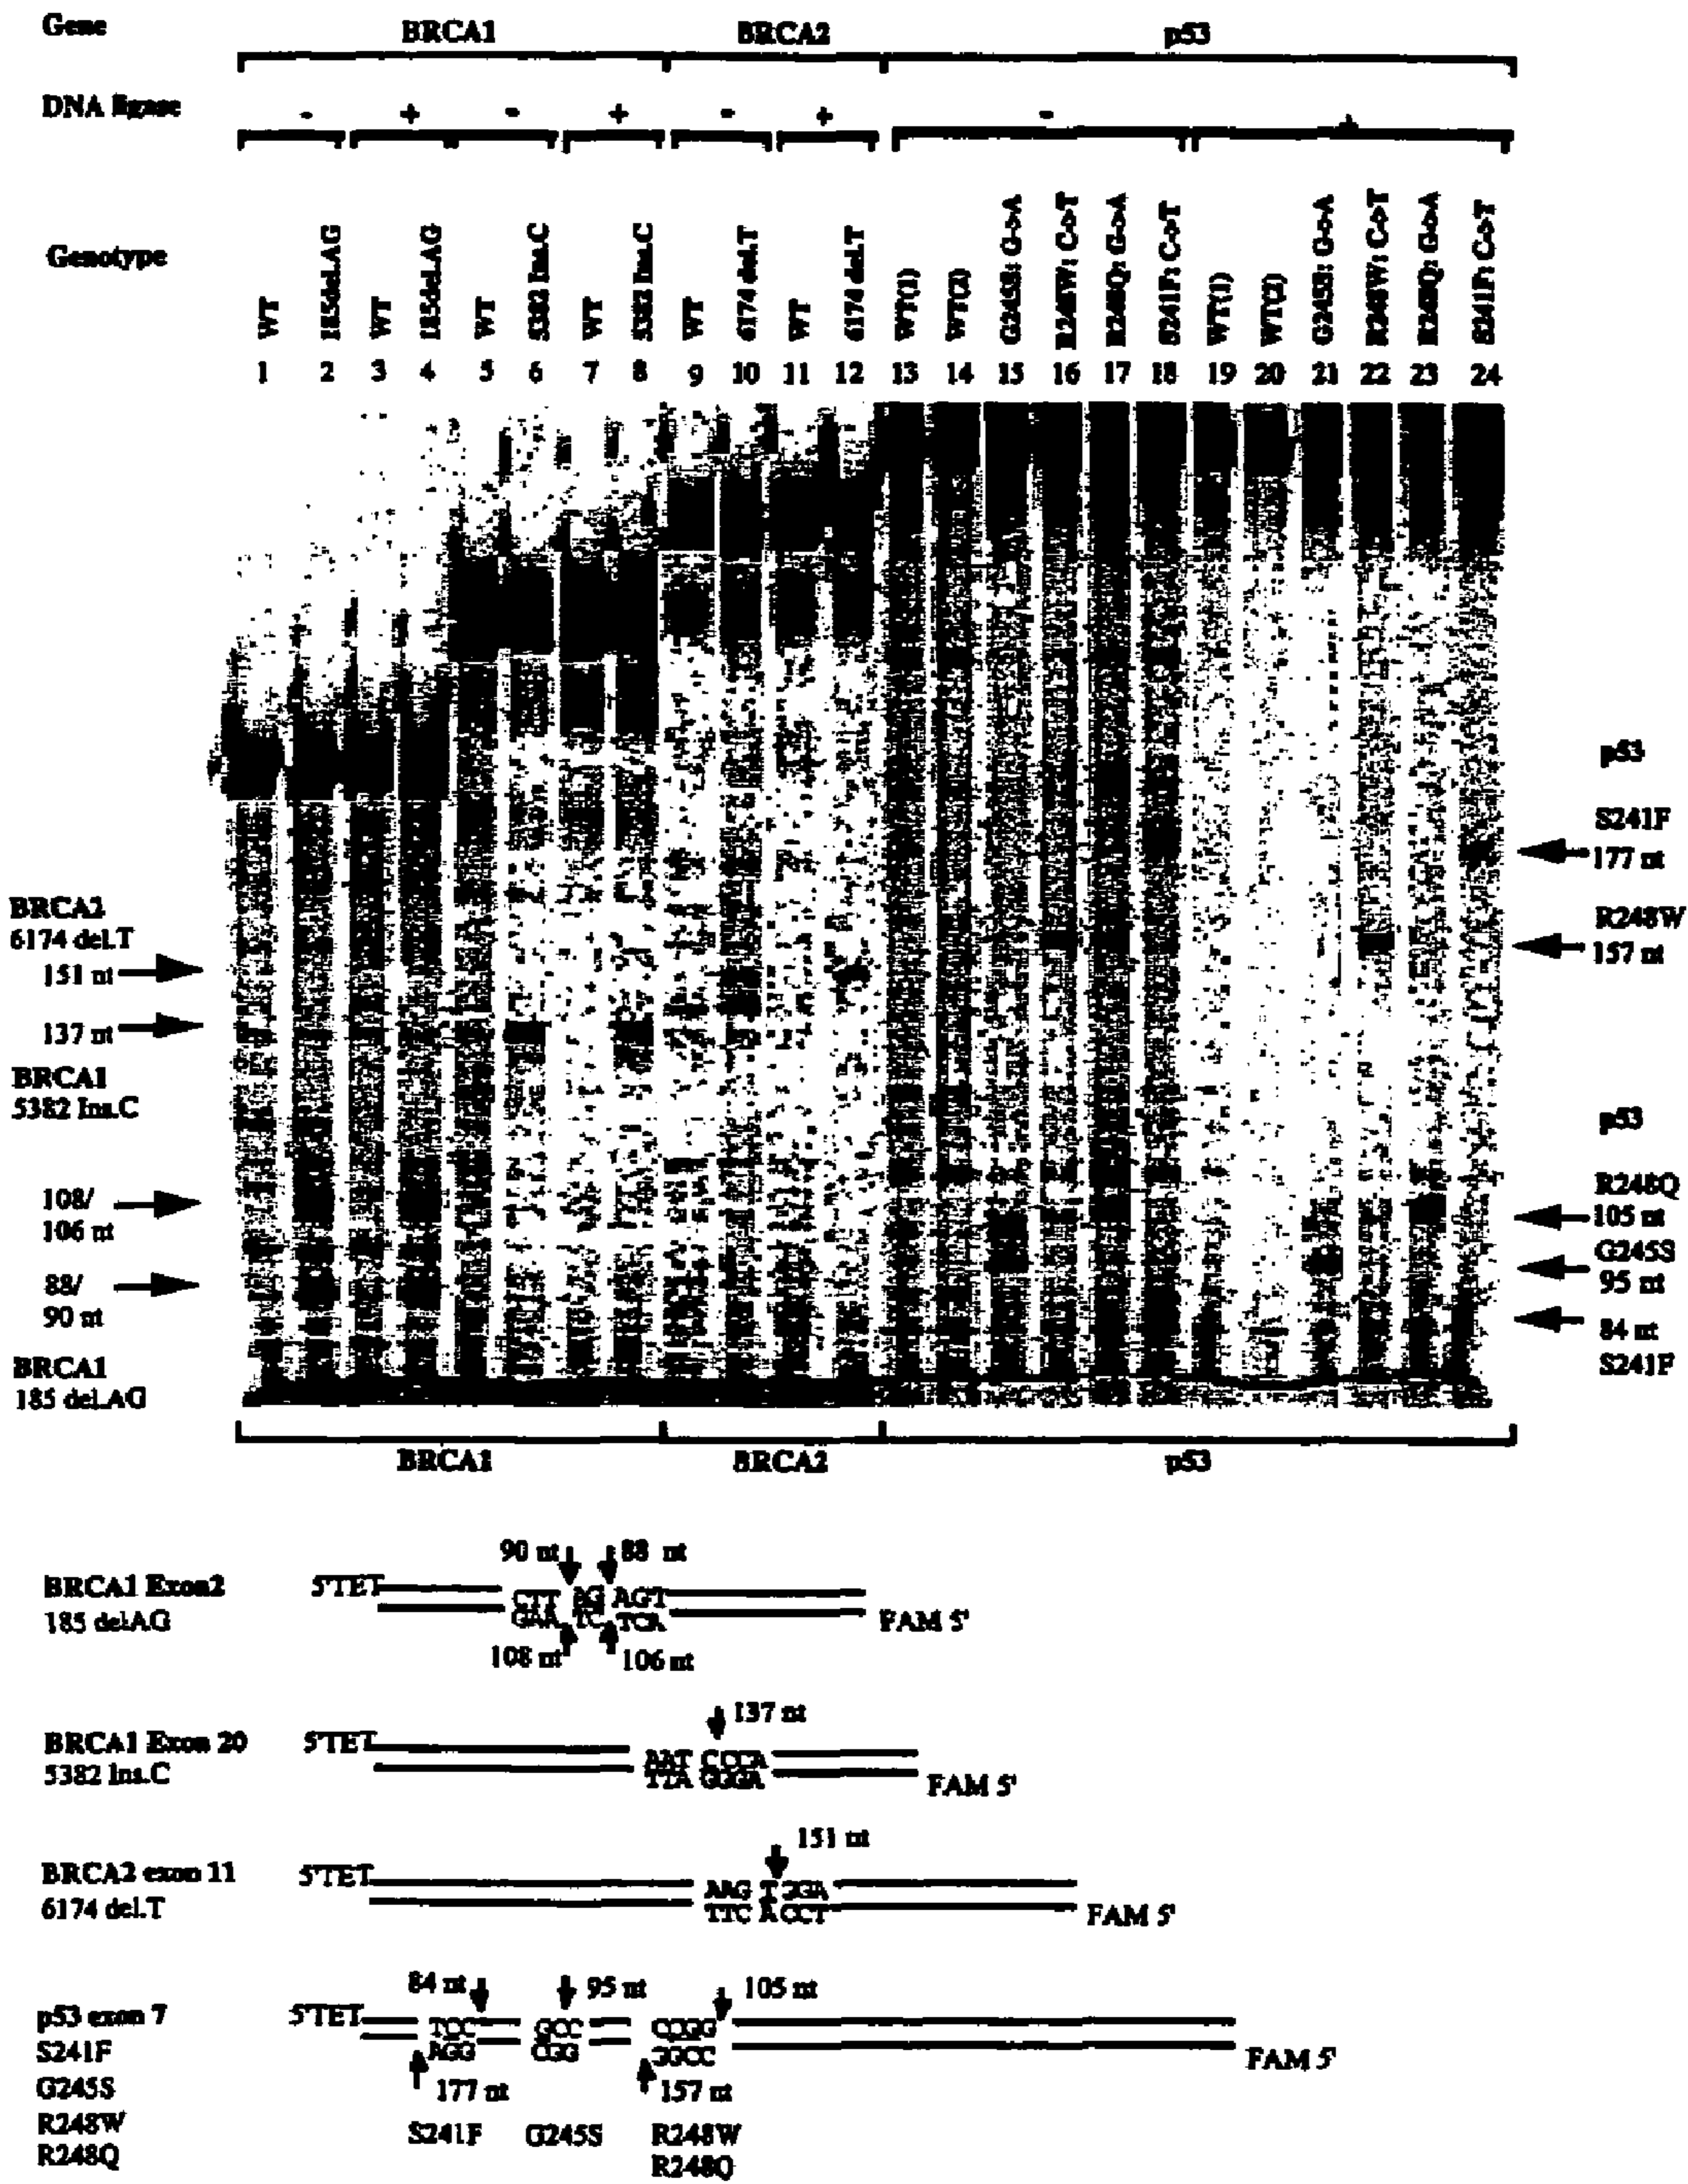 Gene BRCA1 BRCA2 p53
DNA ligase - + - + - + - +
Genotype WT 185del.AG WT 185del.AG WT 5382 Ins.C WT 5382 Ins.C WT 6174 del.T WT 6174 del.T WT(1) WT(2) G245S: G->A R248W: C->T R248Q: G->A S241F: C->T WT(1) WT(2) G245S: G->A R248W: C->T R248Q: G->A S241F: C->T
1 2 3 4 5 6 7 8 9 10 11 12 13 14 15 16 17 18 19 20 21 22 23 24
BRCA2
6174 del.T
151 nt
137 nt
BRCA1
5382 Ins.C
108/
106 nt
88/
90 nt
BRCA1
185 del.AG
p53
S241F
177 nt
R248W
157 nt
p53
R248Q
105 nt
G245S
95 nt
84 nt
S241F
BRCA1 BRCA2 p53
90 nt 88 nt
BRCA1 Exon2 5'TET CTT AG AGT
185 delAG GAA TC TCA FAM 5'
108 nt 106 nt
137 nt
BRCA1 Exon 20 5'TET AAT CCCA
5382 Ins.C TTA GGGA FAM 5'
151 nt
BRCA2 exon 11 5'TET AAG T GGA
6174 del.T TTC A CCT FAM 5'
84 nt 95 nt 105 nt
p53 exon 7 5'TET TCC GCC CCGG
S241F AGG CGG GGCC FAM 5'
G245S 177 nt 157 nt
R248W S241F G245S R248W
R248Q R248Q